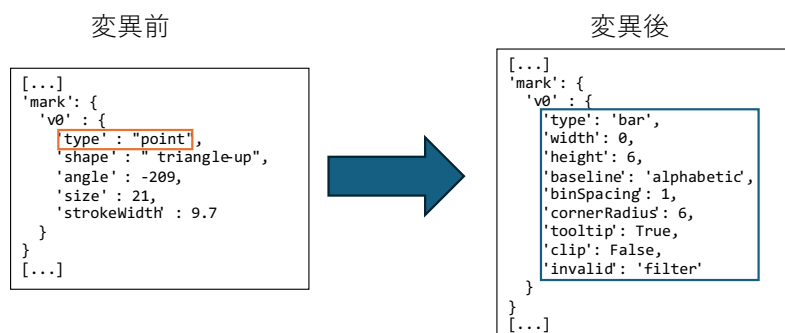 変異前
[...]
'mark': {
'v0' : {
'type' : "point",
'shape' : " triangle-up",
'angle' : -209,
'size' : 21,
'strokeWidth' : 9.7
}
}
[...]
変異後
[...]
'mark': {
'v0' : {
'type': 'bar',
'width': 0,
'height': 6,
'baseline': 'alphabetic',
'binSpacing': 1,
'cornerRadius': 6,
'tooltip': True,
'clip': False,
'invalid': 'filter'
}
}
[...]